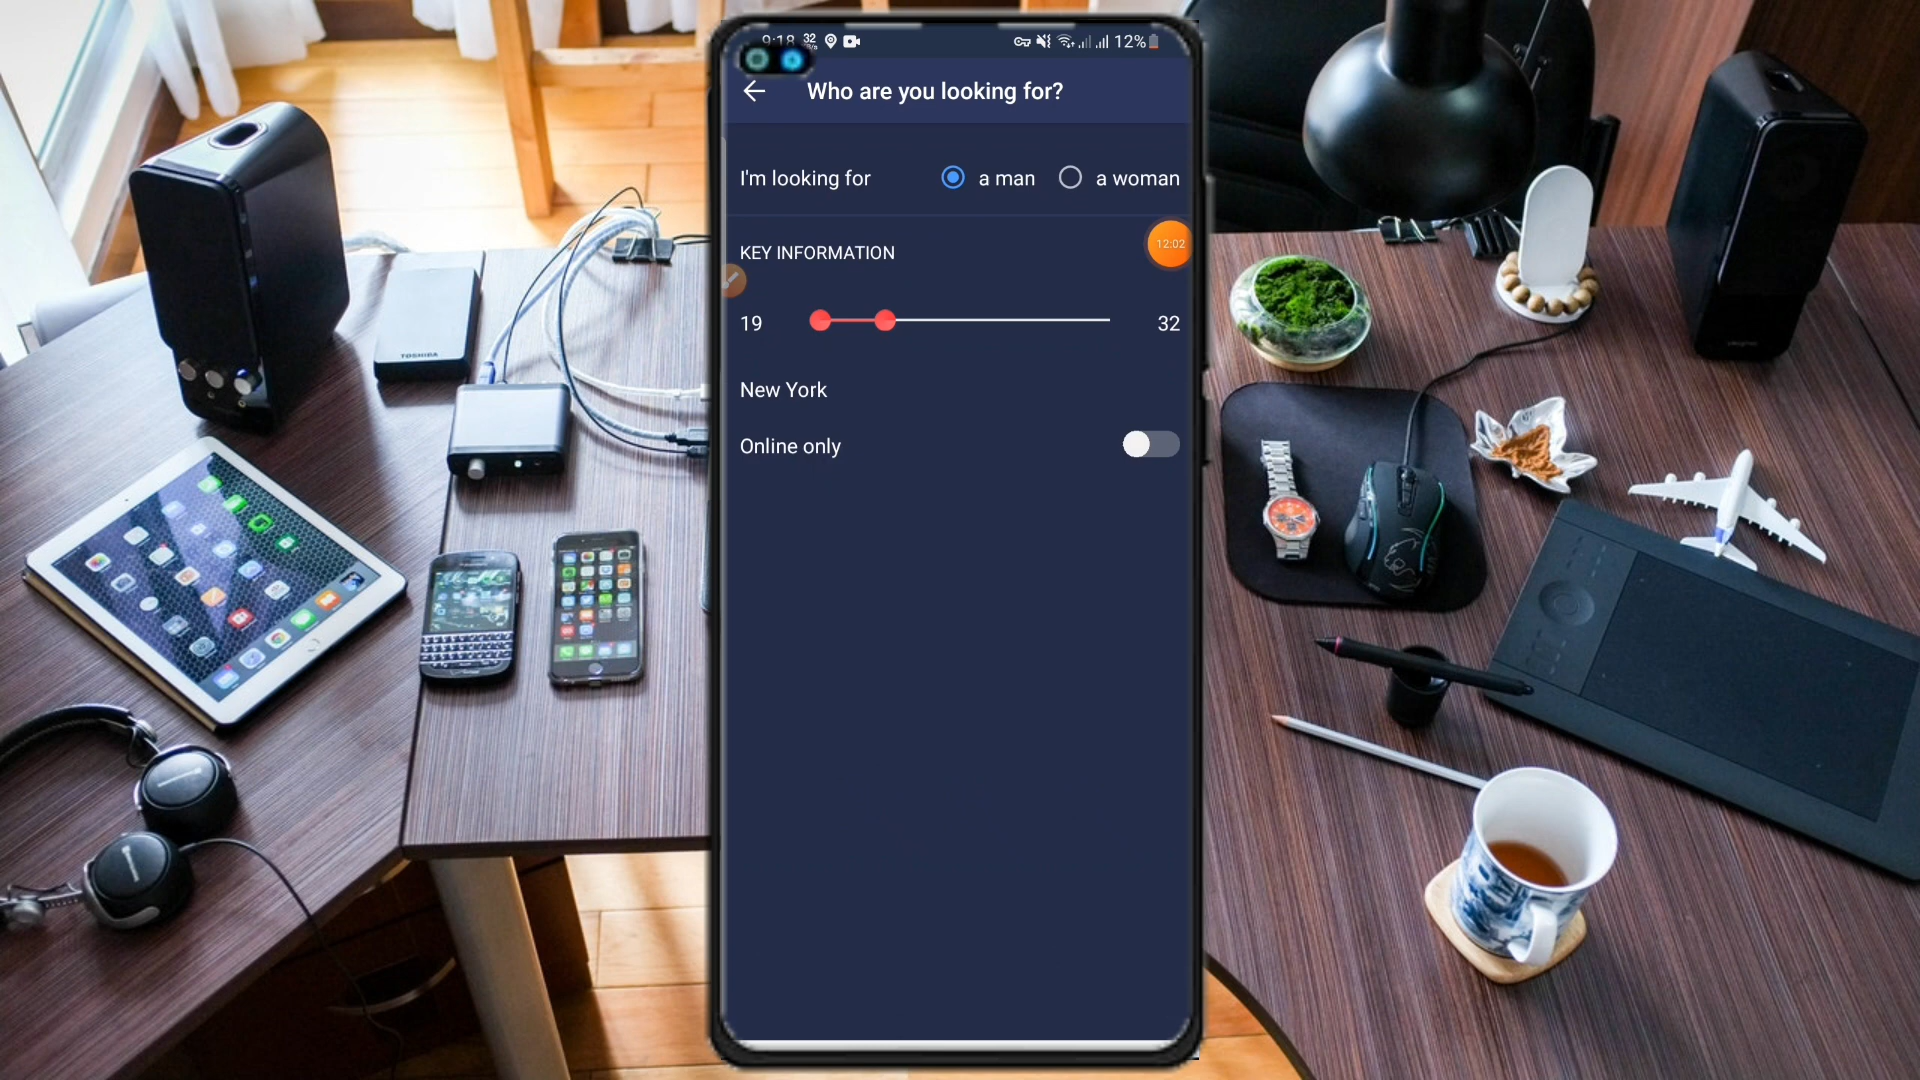 9:18 32
12%
Who are you looking for?
I'm looking for a man a woman
12:02
KEY INFORMATION
19 32
New York
Online only
TOSHIBA